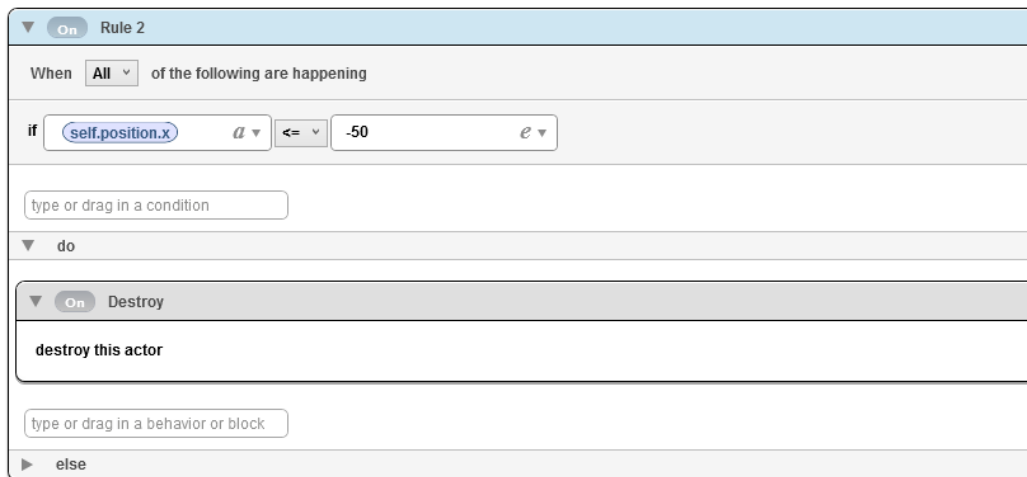 On Rule 2
When All of the following are happening
if self.position.x a <= -50 e
type or drag in a condition
do
On Destroy
destroy this actor
type or drag in a behavior or block
else